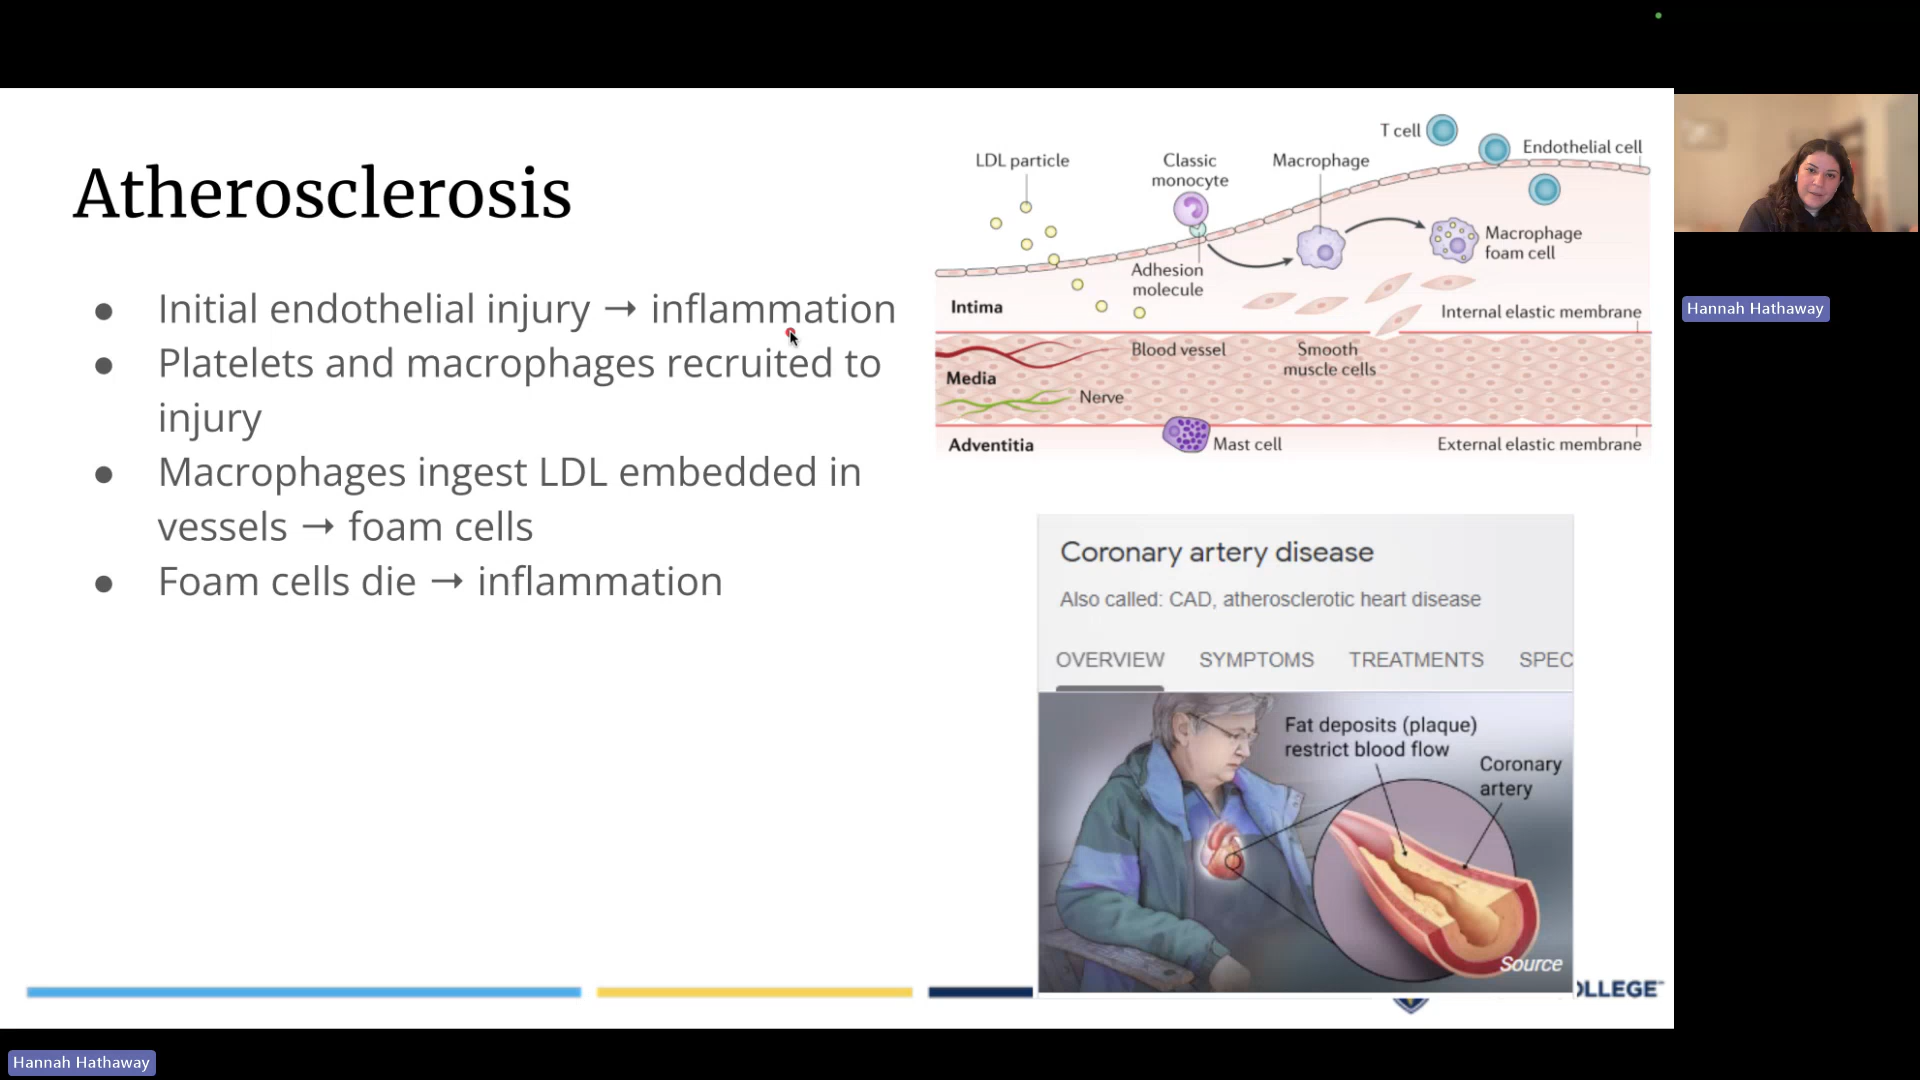 Atherosclerosis
● Initial endothelial injury → inflammation
● Platelets and macrophages recruited to
injury
● Macrophages ingest LDL embedded in
vessels → foam cells
● Foam cells die → inflammation
LDL particle
Classic
monocyte
Macrophage
T cell
Endothelial cell
Macrophage
foam cell
Adhesion
molecule
Intima
Internal elastic membrane
Blood vessel
Smooth
muscle cells
Media
Nerve
Adventitia
Mast cell
External elastic membrane
Coronary artery disease
Also called: CAD, atherosclerotic heart disease
OVERVIEW SYMPTOMS TREATMENTS SPEC
Fat deposits (plaque)
restrict blood flow
Coronary
artery
Source
OLLEGE™
Hannah Hathaway
Hannah Hathaway